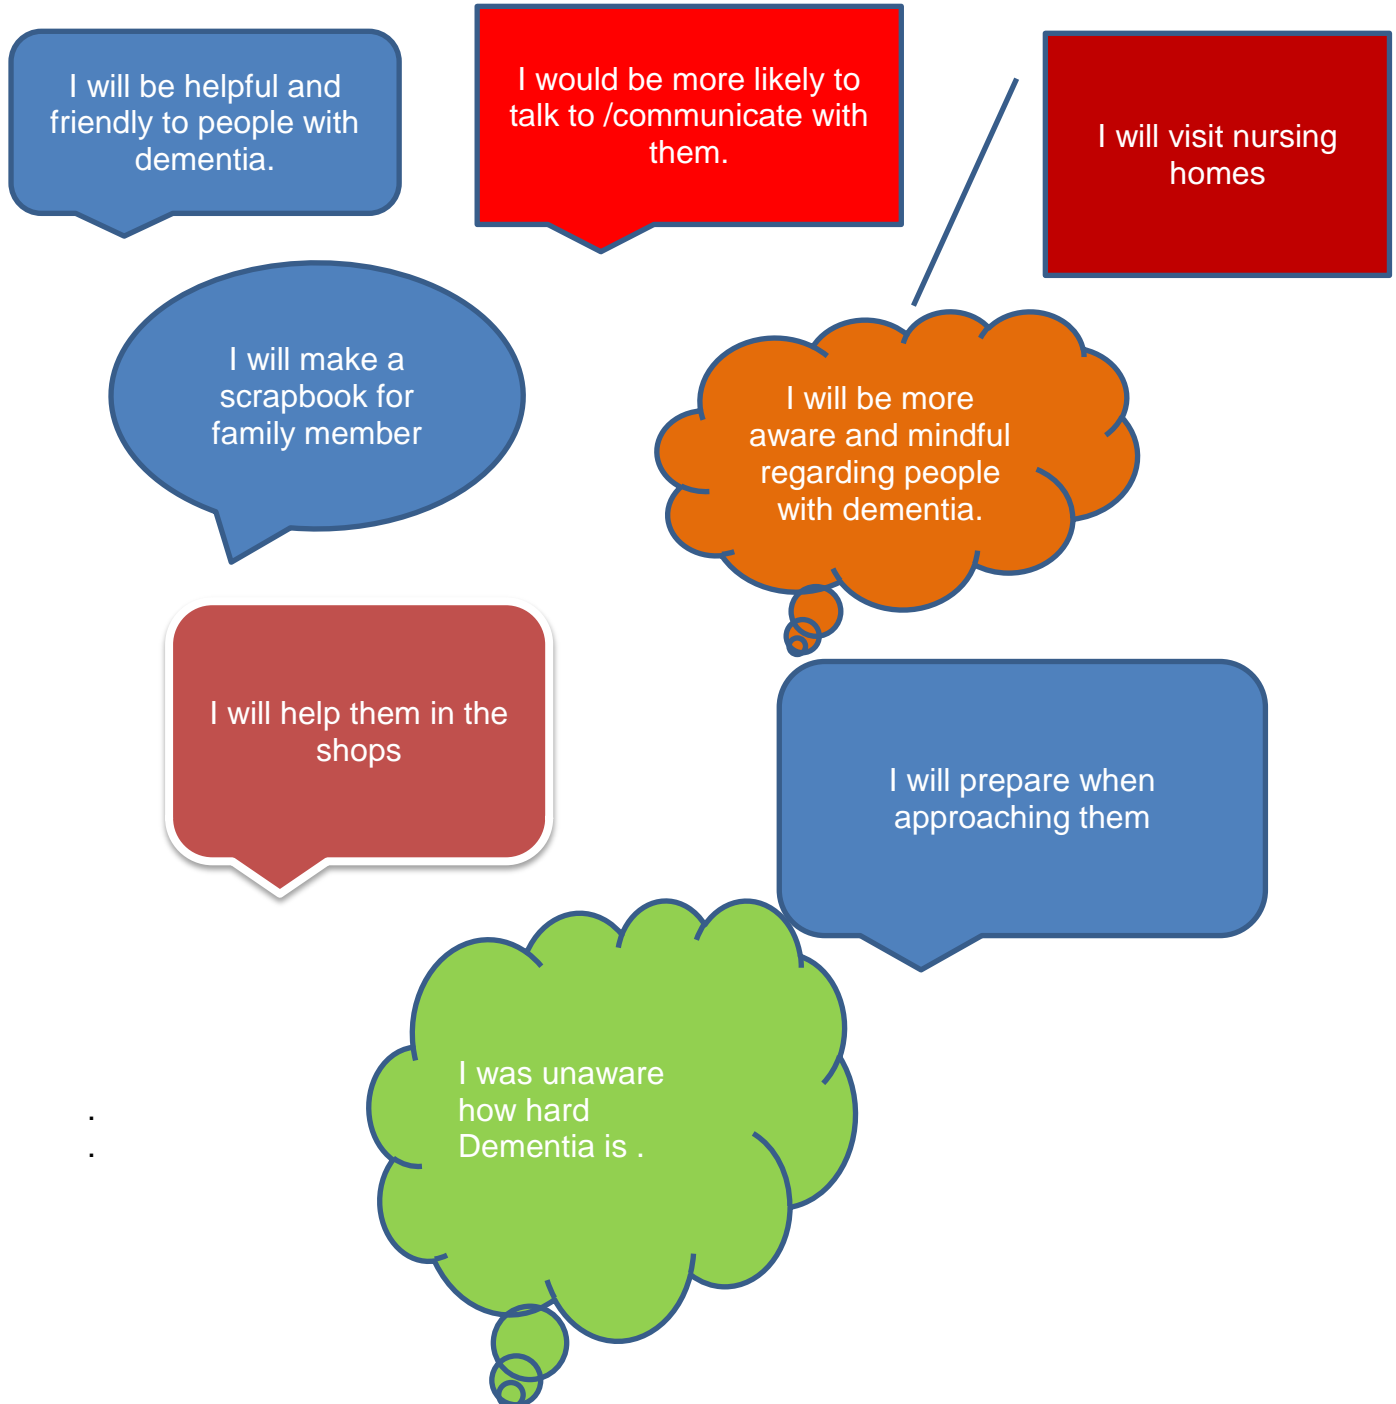 I will be helpful and
friendly to people with
dementia.
I would be more likely to
talk to /communicate with
them.
I will visit nursing
homes
I will make a
scrapbook for
family member
I will be more
aware and mindful
regarding people
with dementia.
I will help them in the
shops
I will prepare when
approaching them
I was unaware
how hard
Dementia is .
.
.